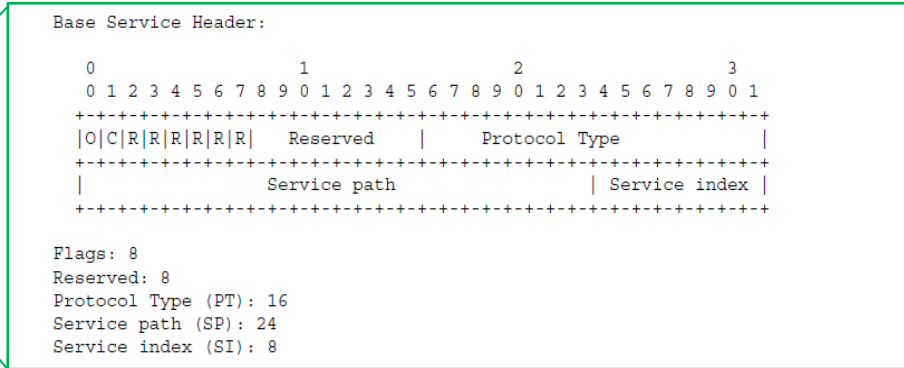 Base Service Header:
0                   1                   2                   3
0 1 2 3 4 5 6 7 8 9 0 1 2 3 4 5 6 7 8 9 0 1 2 3 4 5 6 7 8 9 0 1
+-+-+-+-+-+-+-+-+-+-+-+-+-+-+-+-+-+-+-+-+-+-+-+-+-+-+-+-+-+-+-+-+
|O|C|R|R|R|R|R|R|   Reserved    |     Protocol Type             |
+-+-+-+-+-+-+-+-+-+-+-+-+-+-+-+-+-+-+-+-+-+-+-+-+-+-+-+-+-+-+-+-+
|                 Service path                  | Service index |
+-+-+-+-+-+-+-+-+-+-+-+-+-+-+-+-+-+-+-+-+-+-+-+-+-+-+-+-+-+-+-+-+
Flags: 8
Reserved: 8
Protocol Type (PT): 16
Service path (SP): 24
Service index (SI): 8